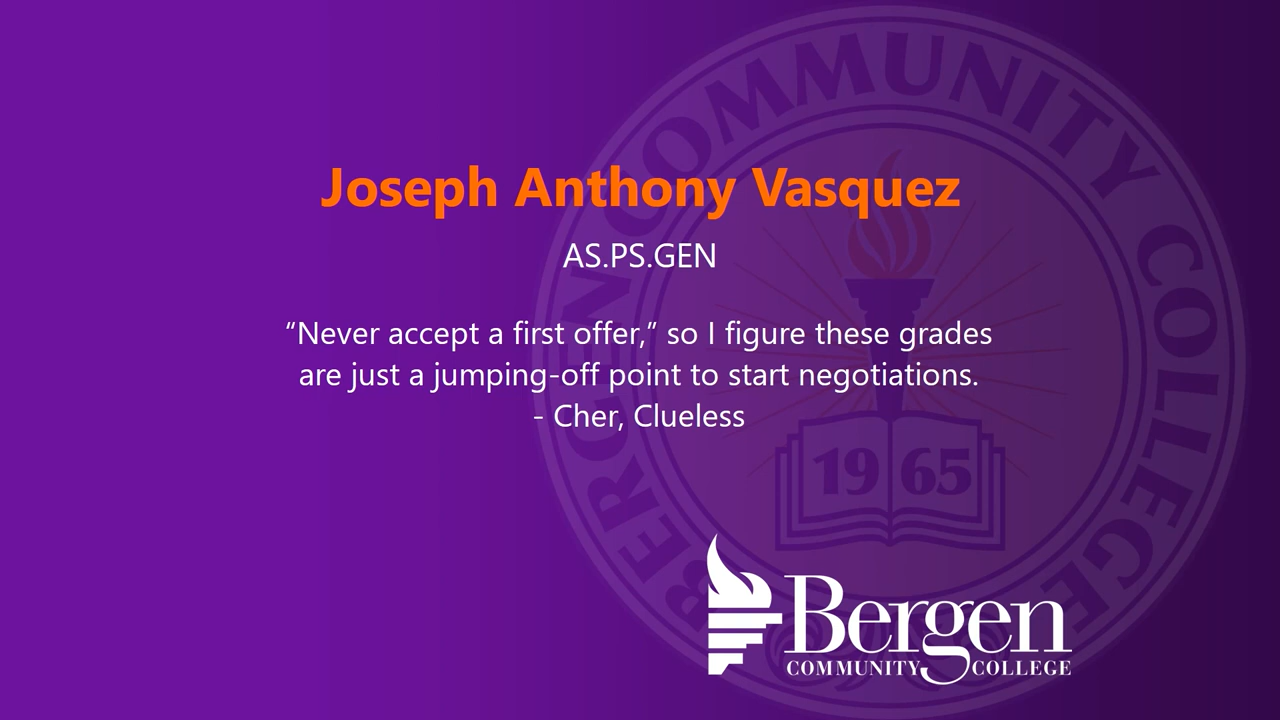 Joseph Anthony Vasquez
AS.PS.GEN
“Never accept a first offer,” so I figure these grades
are just a jumping-off point to start negotiations.
- Cher, Clueless
BERGEN COMMUNITY COLLEGE
1965
Bergen
COMMUNITY COLLEGE